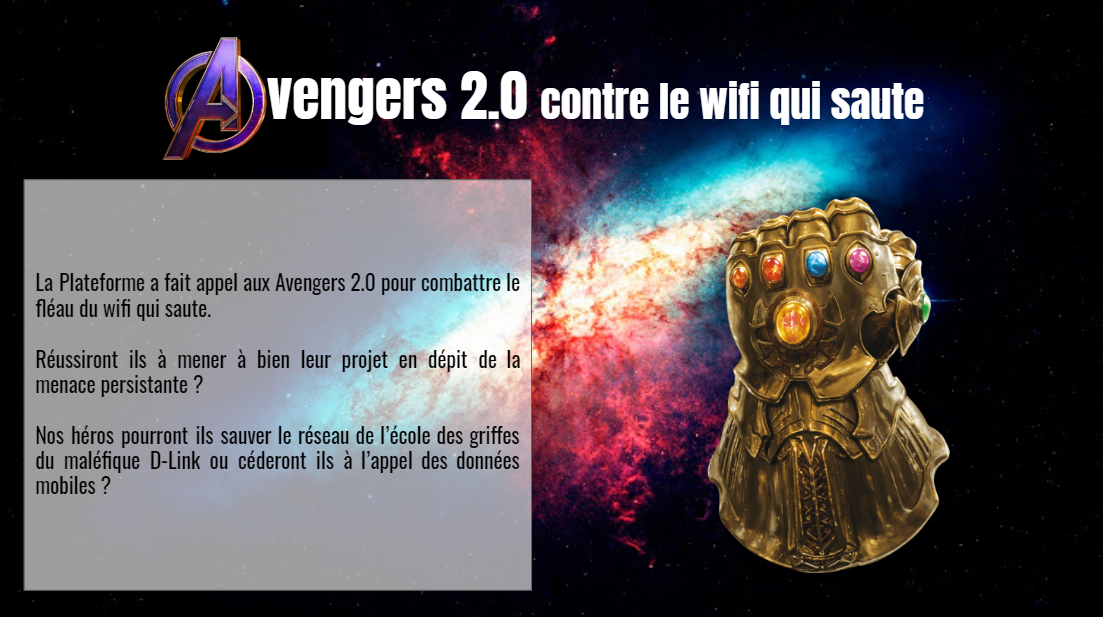 Avengers 2.0 contre le wifi qui saute
La Plateforme a fait appel aux Avengers 2.0 pour combattre le
fléau du wifi qui saute.
Réussiront ils à mener à bien leur projet en dépit de la
menace persistante ?
Nos héros pourront ils sauver le réseau de l’école des griffes
du maléfique D-Link ou céderont ils à l’appel des données
mobiles ?